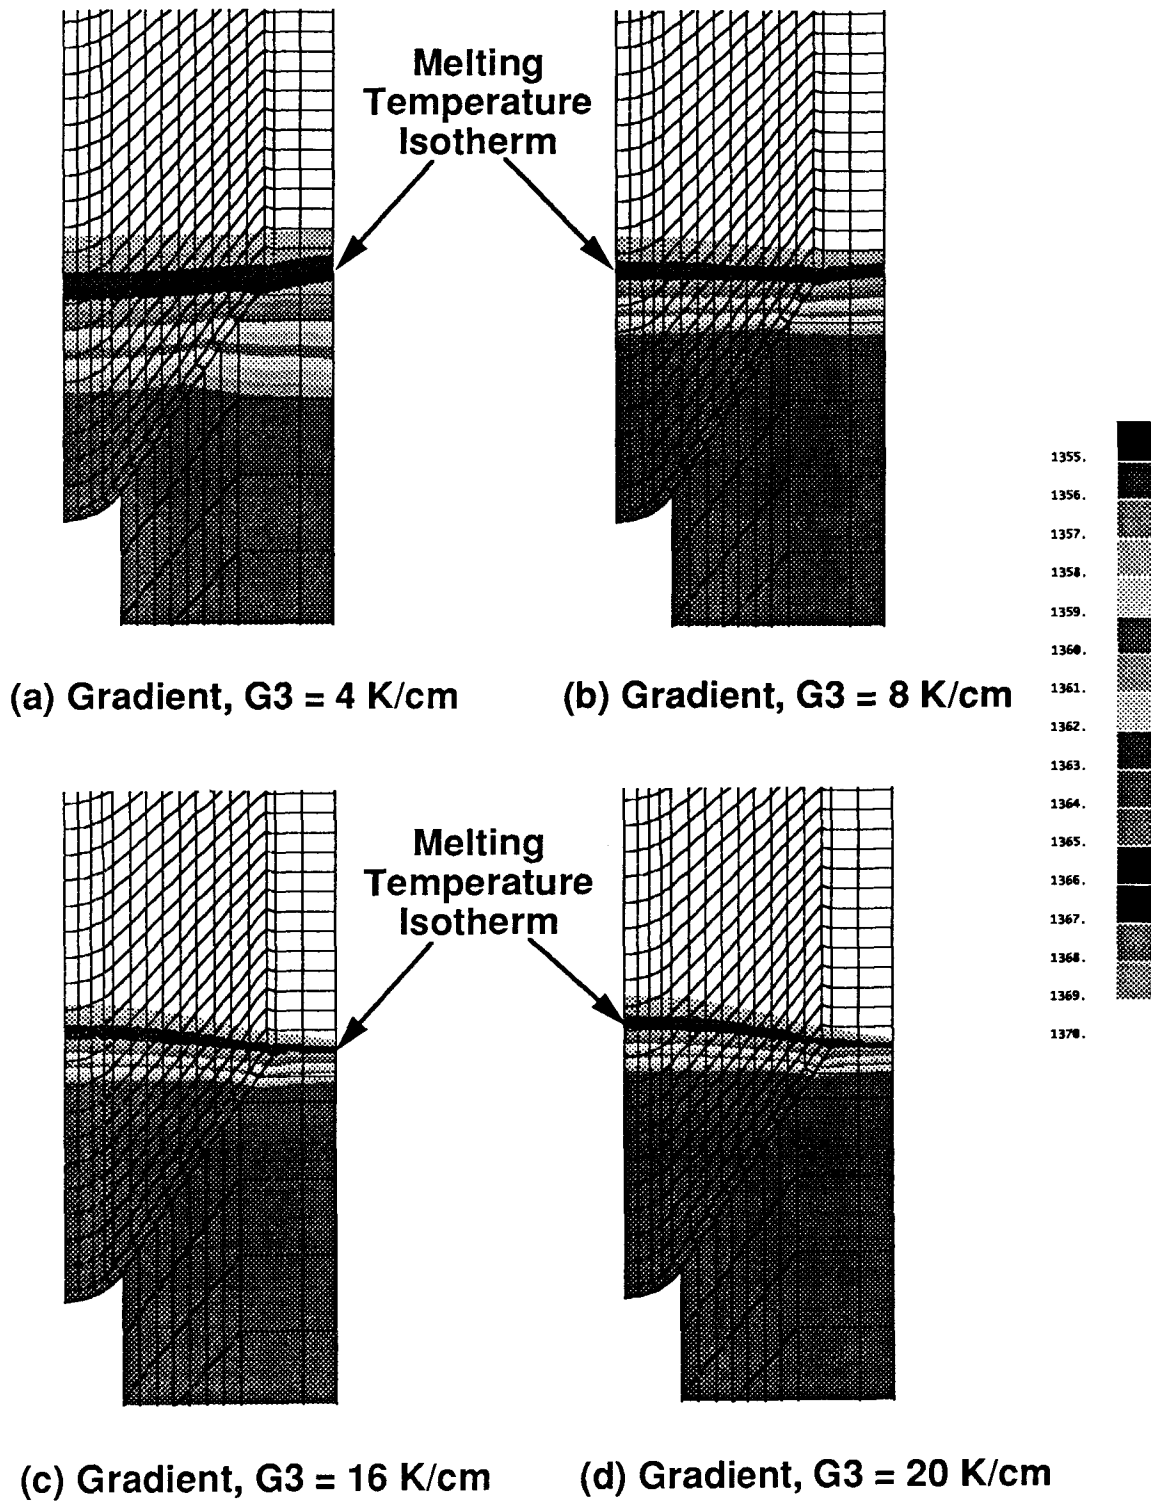 Melting
Temperature
Isotherm
(a) Gradient, G3 = 4 K/cm
(b) Gradient, G3 = 8 K/cm
1355.
1356.
1357.
1358.
1359.
1360.
1361.
1362.
1363.
1364.
1365.
1366.
1367.
1368.
1369.
1370.
Melting
Temperature
Isotherm
(c) Gradient, G3 = 16 K/cm
(d) Gradient, G3 = 20 K/cm